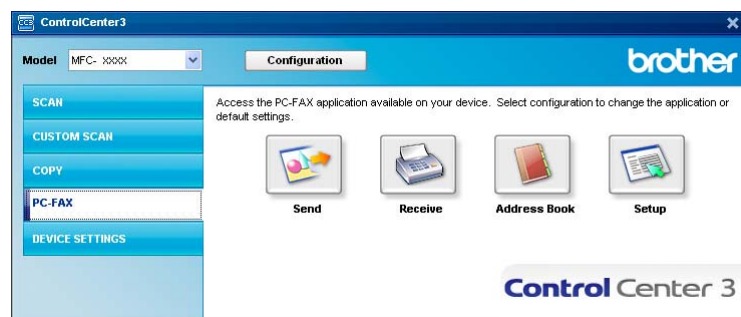 ControlCenter3
Model MFC- XXXX Configuration brother
SCAN
CUSTOM SCAN
COPY
PC-FAX
DEVICE SETTINGS
Access the PC-FAX application available on your device. Select configuration to change the application or
default settings.
Send Receive Address Book Setup
Control Center 3